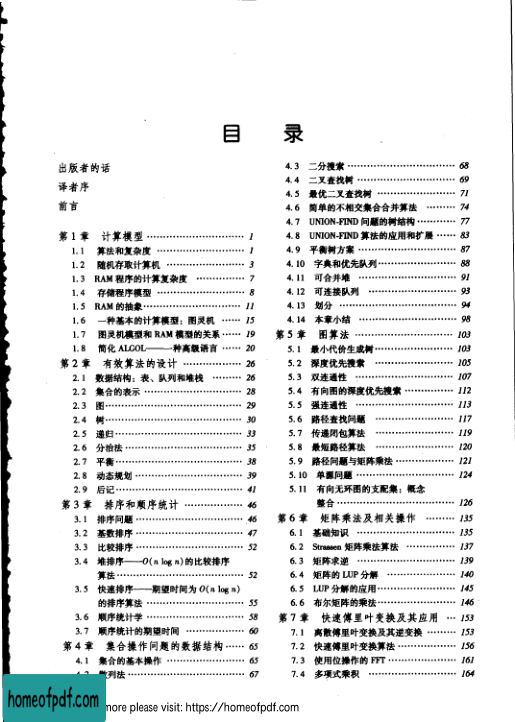 目 录
出版者的话
译者序
前言
第 1 章 计算模型 …………………… 1
1.1 算法和复杂度 …………………… 1
1.2 随机存取计算机 …………………… 3
1.3 RAM 程序的计算复杂度 …………… 7
1.4 存储程序模型 …………………… 8
1.5 RAM 的抽象 …………………… 11
1.6 一种基本的计算模型：图灵机 …… 15
1.7 图灵机模型和 RAM 模型的关系 …… 19
1.8 简化 ALGOL——一种高级语言 …… 20
第 2 章 有效算法的设计 …………… 26
2.1 数据结构：表、队列和堆栈 ……… 26
2.2 集合的表示 …………………… 28
2.3 图 …………………… 29
2.4 树 …………………… 30
2.5 递归 …………………… 33
2.6 分治法 …………………… 35
2.7 平衡 …………………… 38
2.8 动态规划 …………………… 39
2.9 后记 …………………… 41
第 3 章 排序和顺序统计 …………… 46
3.1 排序问题 …………………… 46
3.2 基数排序 …………………… 47
3.3 比较排序 …………………… 52
3.4 堆排序——O(n log n) 的比较排序
算法 …………………… 52
3.5 快速排序——期望时间为 O(n log n)
的排序算法 …………………… 55
3.6 顺序统计学 …………………… 58
3.7 顺序统计的期望时间 …………… 60
第 4 章 集合操作问题的数据结构 …… 65
4.1 集合的基本操作 …………………… 65
散列法 …………………… 67
4.3 二分搜索 …………………… 68
4.4 二叉查找树 …………………… 69
4.5 最优二叉查找树 …………………… 71
4.6 简单的不相交集合合并算法 ……… 74
4.7 UNION-FIND 问题的树结构 ……… 77
4.8 UNION-FIND 算法的应用和扩展 …… 83
4.9 平衡树方案 …………………… 87
4.10 字典和优先队列 …………………… 88
4.11 可合并堆 …………………… 91
4.12 可连接队列 …………………… 93
4.13 划分 …………………… 94
4.14 本章小结 …………………… 98
第 5 章 图算法 …………………… 103
5.1 最小代价生成树 …………………… 103
5.2 深度优先搜索 …………………… 105
5.3 双连通性 …………………… 107
5.4 有向图的深度优先搜索 …………… 112
5.5 强连通性 …………………… 113
5.6 路径查找问题 …………………… 117
5.7 传递闭包算法 …………………… 119
5.8 最短路径算法 …………………… 120
5.9 路径问题与矩阵乘法 …………… 121
5.10 单源问题 …………………… 124
5.11 有向无环图的支配集：概念
整合 …………………… 126
第 6 章 矩阵乘法及相关操作 ……… 135
6.1 基础知识 …………………… 135
6.2 Strassen 矩阵乘法算法 …………… 137
6.3 矩阵求逆 …………………… 139
6.4 矩阵的 LUP 分解 …………………… 140
6.5 LUP 分解的应用 …………………… 145
6.6 布尔矩阵的乘法 …………………… 146
第 7 章 快速傅里叶变换及其应用 … 153
7.1 离散傅里叶变换及其逆变换 ……… 153
7.2 快速傅里叶变换算法 …………… 156
7.3 使用位操作的 FFT …………………… 161
7.4 多项式乘积 …………………… 164
homeofpdf.com
more please visit: https://homeofpdf.com